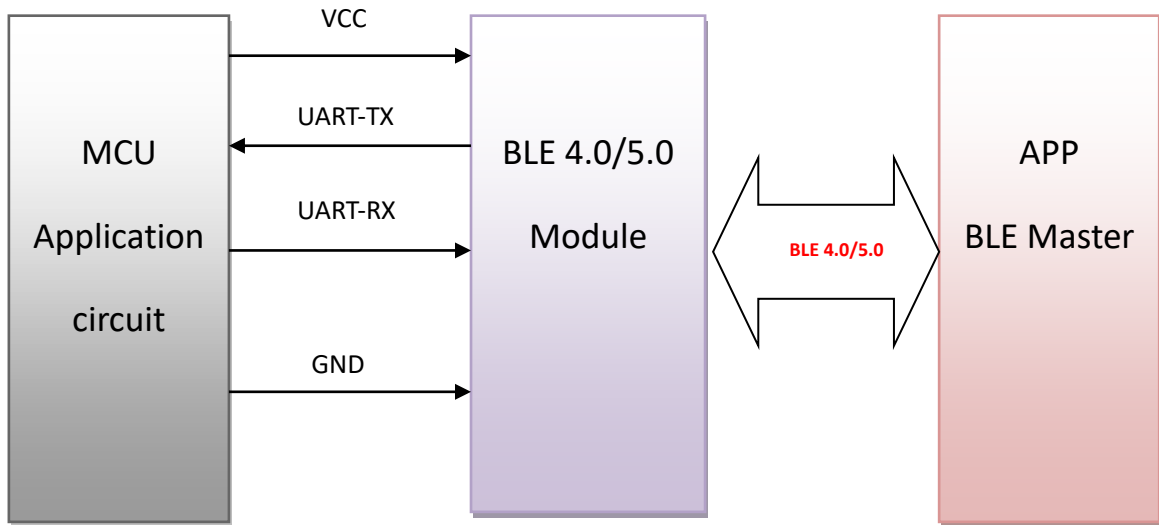 MCU
Application
circuit
VCC
UART-TX
UART-RX
GND
BLE 4.0/5.0
Module
BLE 4.0/5.0
APP
BLE Master